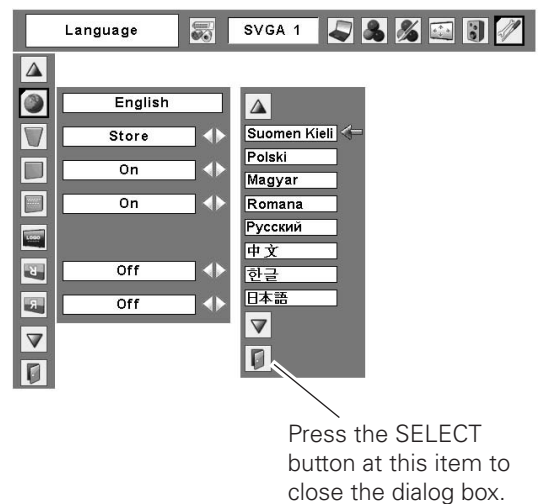 Language
SVGA 1
English
Store
On
On
LOGO
R
Off
R
Off
Suomen Kieli
Polski
Magyar
Romana
Русский
中文
한글
日本語
Press the SELECT
button at this item to
close the dialog box.